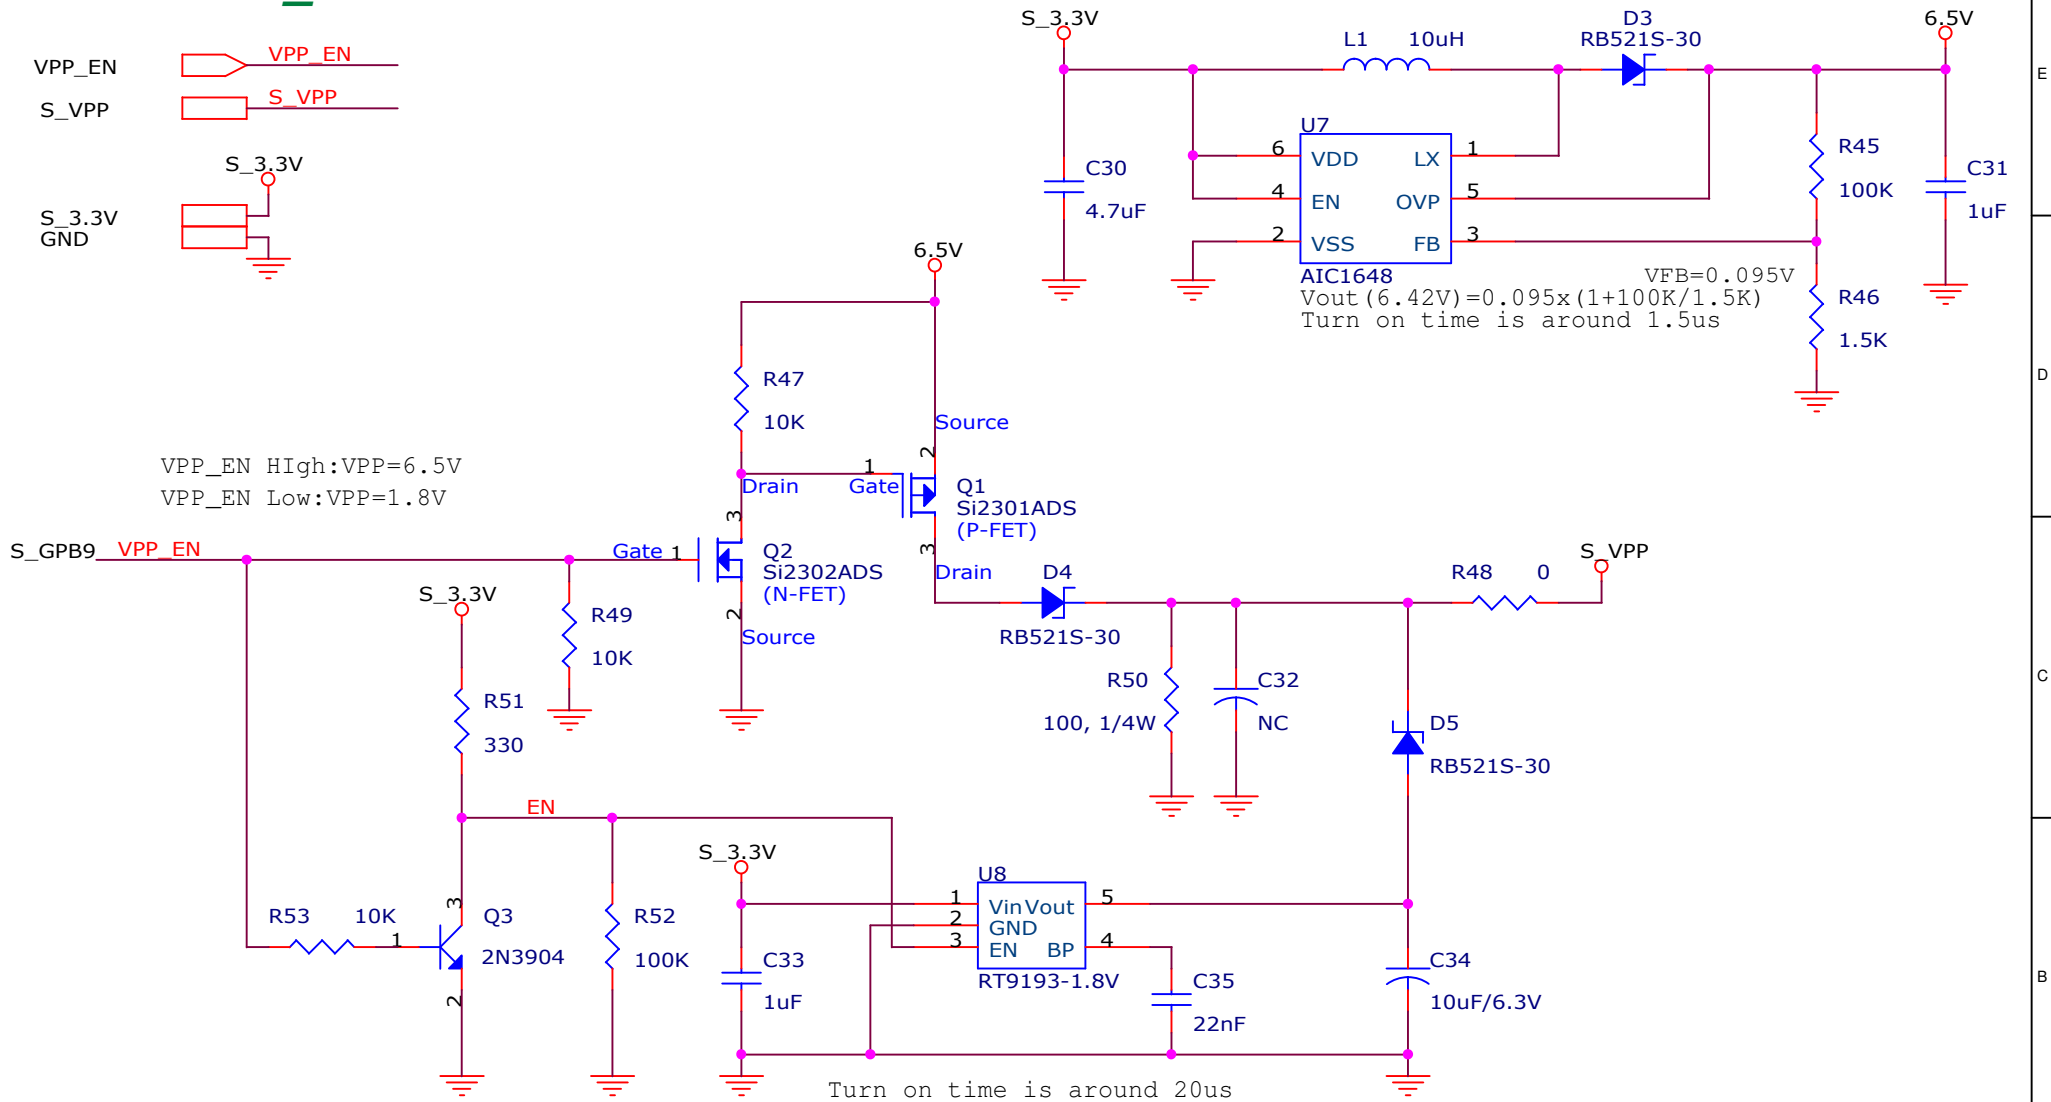 S_3.3V
D3
6.5V
L1 10uH
RB521S-30
VPP_EN
VPP_EN
S_VPP
S_VPP
E
U7
6 VDD LX 1
4 EN OVP 5
2 VSS FB 3
AIC1648
VFB=0.095V
Vout(6.42V)=0.095x(1+100K/1.5K)
Turn on time is around 1.5us
C30
4.7uF
R45
100K
C31
1uF
R46
1.5K
S_3.3V
S_3.3V
GND
6.5V
R47
10K
D
Source
2
VPP_EN HIgh:VPP=6.5V
VPP_EN Low:VPP=1.8V
1
Drain
Gate
Q1
Si2301ADS
(P-FET)
3
3
Drain
S_GPB9
VPP_EN
Gate
1
Q2
Si2302ADS
(N-FET)
2
Source
S_3.3V
R49
10K
D4
RB521S-30
R48 0
S_VPP
R51
330
R50
100, 1/4W
C32
NC
C
D5
RB521S-30
EN
S_3.3V
U8
1 Vin Vout 5
2 GND
3 EN BP 4
RT9193-1.8V
R53 10K
1
3
Q3
2N3904
2
R52
100K
C33
1uF
C35
22nF
C34
10uF/6.3V
B
Turn on time is around 20us